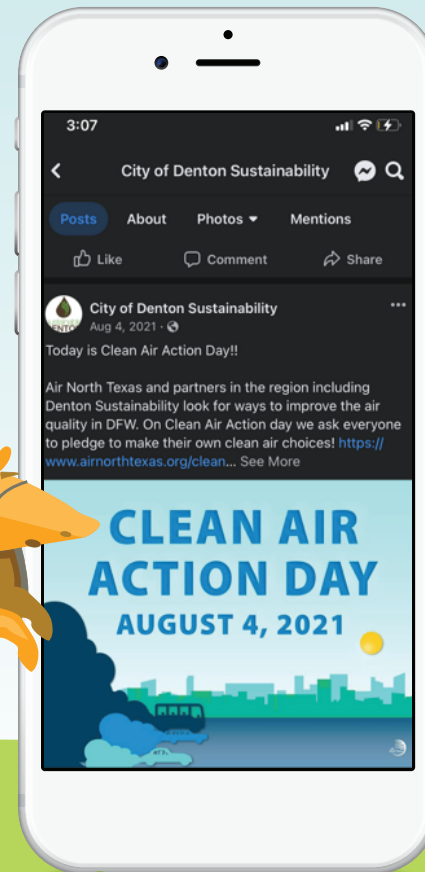 3:07
City of Denton Sustainability
Posts About Photos Mentions
Like Comment Share
City of Denton Sustainability
Aug 4, 2021 ·
Today is Clean Air Action Day!!
Air North Texas and partners in the region including
Denton Sustainability look for ways to improve the air
quality in DFW. On Clean Air Action day we ask everyone
to pledge to make their own clean air choices! https://
www.airnorthtexas.org/clean... See More
CLEAN AIR
ACTION DAY
AUGUST 4, 2021